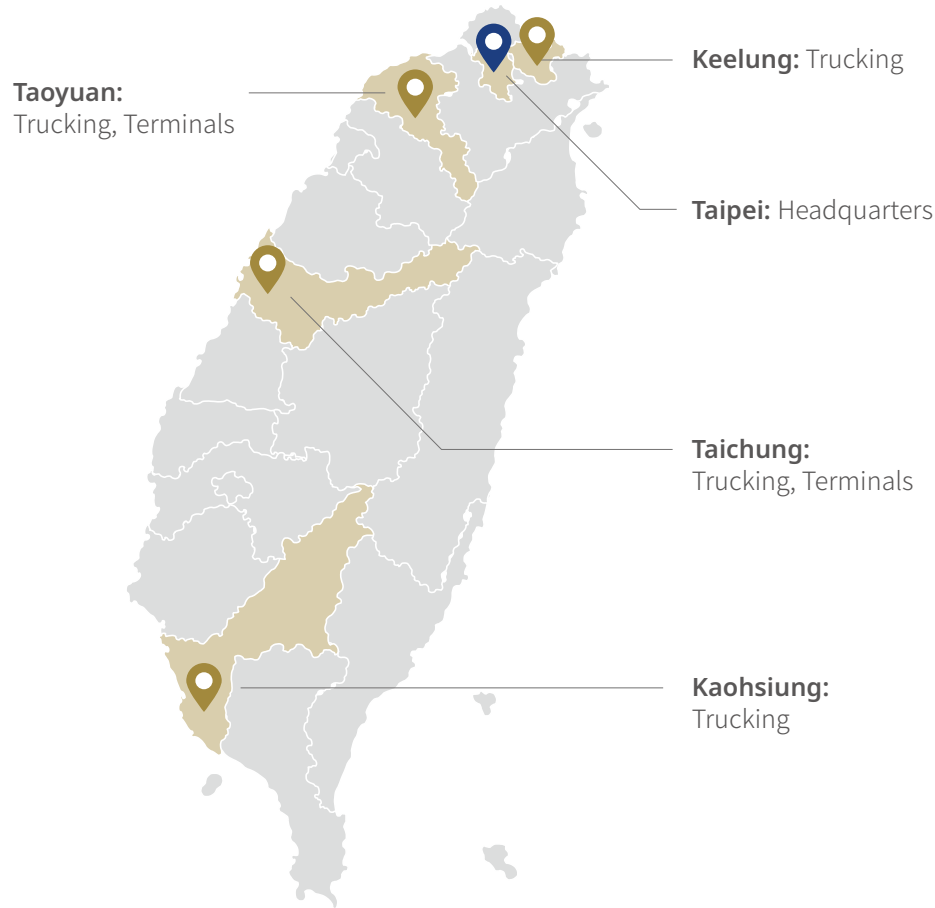 Keelung: Trucking
Taoyuan:
Trucking, Terminals
Taipei: Headquarters
Taichung:
Trucking, Terminals
Kaohsiung:
Trucking